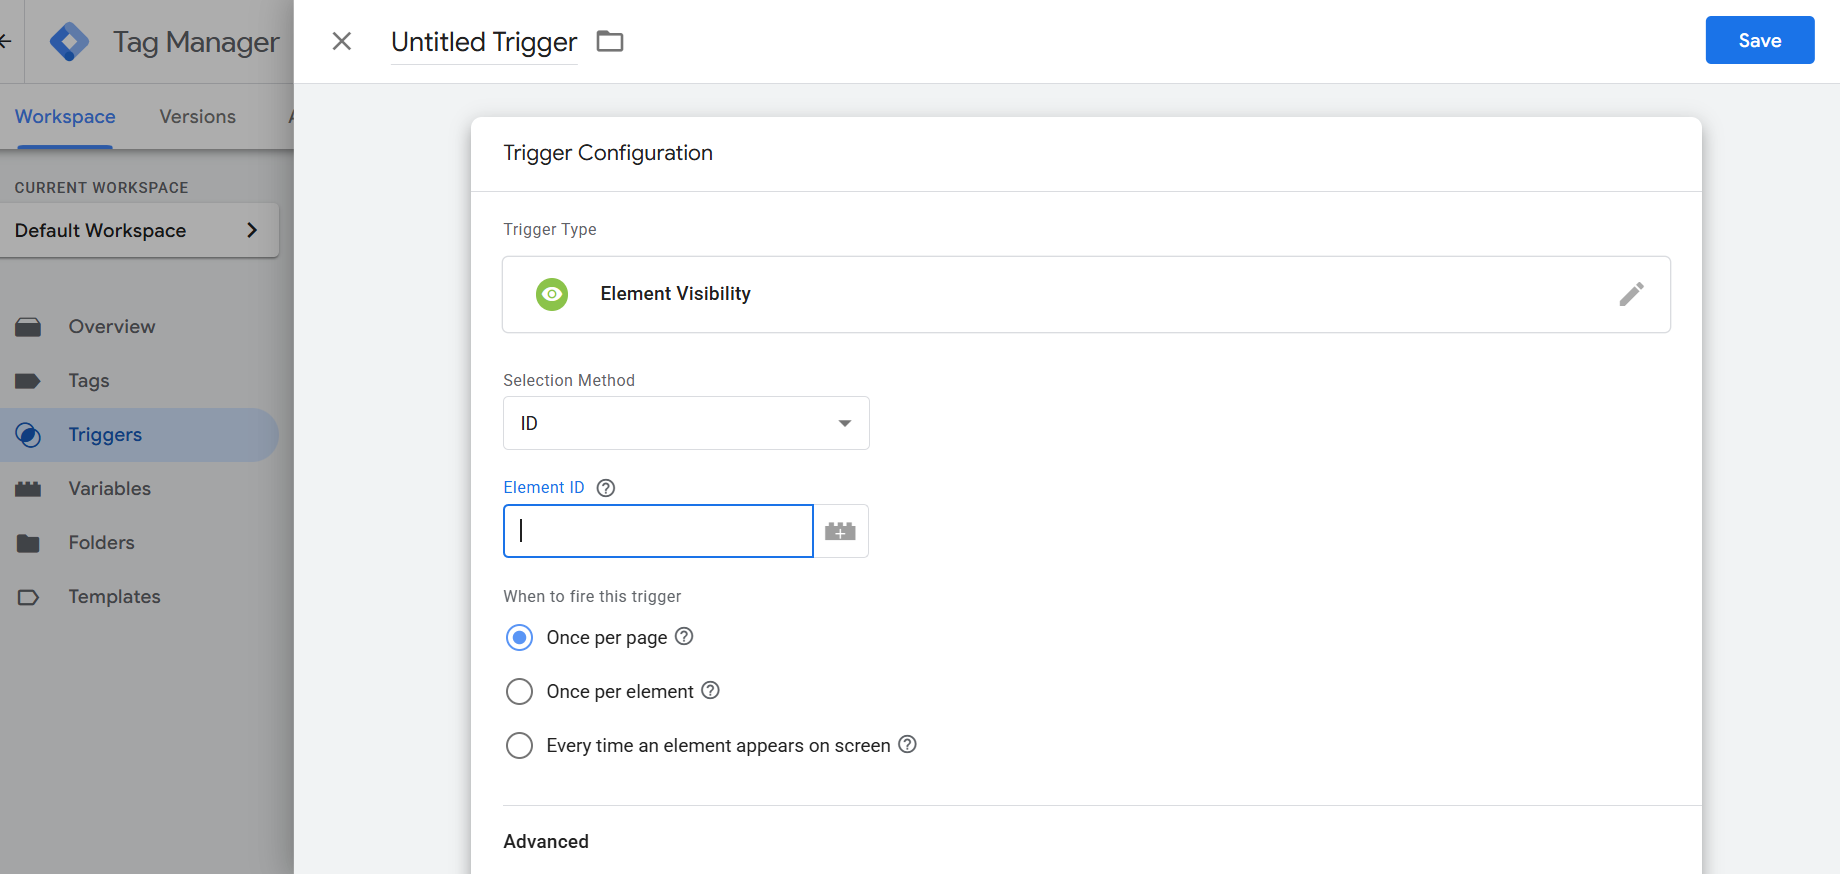 Tag Manager
Untitled Trigger
Save
Workspace
Versions
Trigger Configuration
CURRENT WORKSPACE
Default Workspace
Overview
Tags
Triggers
Variables
Folders
Templates
Trigger Type
Element Visibility
Selection Method
ID
Element ID
When to fire this trigger
Once per page
Once per element
Every time an element appears on screen
Advanced